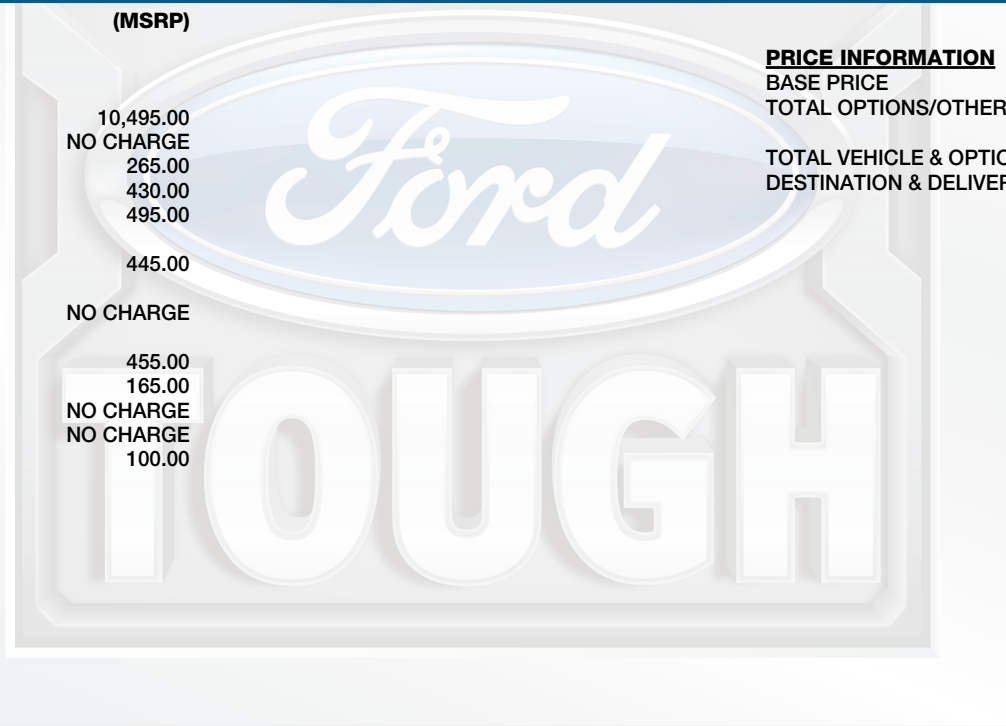 (MSRP)
10,495.00
NO CHARGE
265.00
430.00
495.00
445.00
NO CHARGE
455.00
165.00
NO CHARGE
NO CHARGE
100.00
PRICE INFORMATION
BASE PRICE
TOTAL OPTIONS/OTHER
TOTAL VEHICLE & OPTIO
DESTINATION & DELIVER
Ford
TOUGH